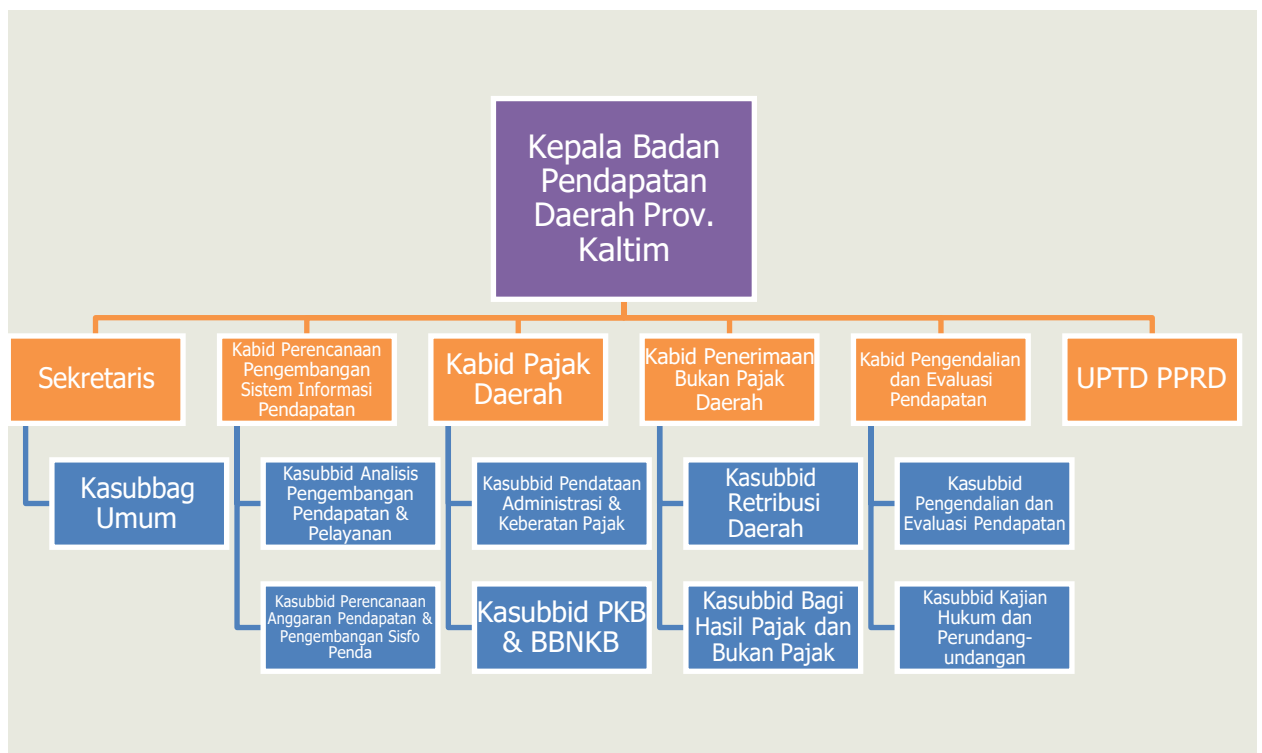 Kepala Badan
Pendapatan
Daerah Prov.
Kaltim
Sekretaris
Kabid Perencanaan
Pengembangan
Sistem Informasi
Pendapatan
Kabid Pajak
Daerah
Kabid Penerimaan
Bukan Pajak
Daerah
Kabid Pengendalian
dan Evaluasi
Pendapatan
UPTD PPRD
Kasubbag
Umum
Kasubbid Analisis
Pengembangan
Pendapatan &
Pelayanan
Kasubbid Pendataan
Administrasi &
Keberatan Pajak
Kasubbid
Retribusi
Daerah
Kasubbid
Pengendalian dan
Evaluasi Pendapatan
Kasubbid Perencanaan
Anggaran Pendapatan &
Pengembangan Sisfo
Penda
Kasubbid PKB
& BBNKB
Kasubbid Bagi
Hasil Pajak dan
Bukan Pajak
Kasubbid Kajian
Hukum dan
Perundang-
undangan